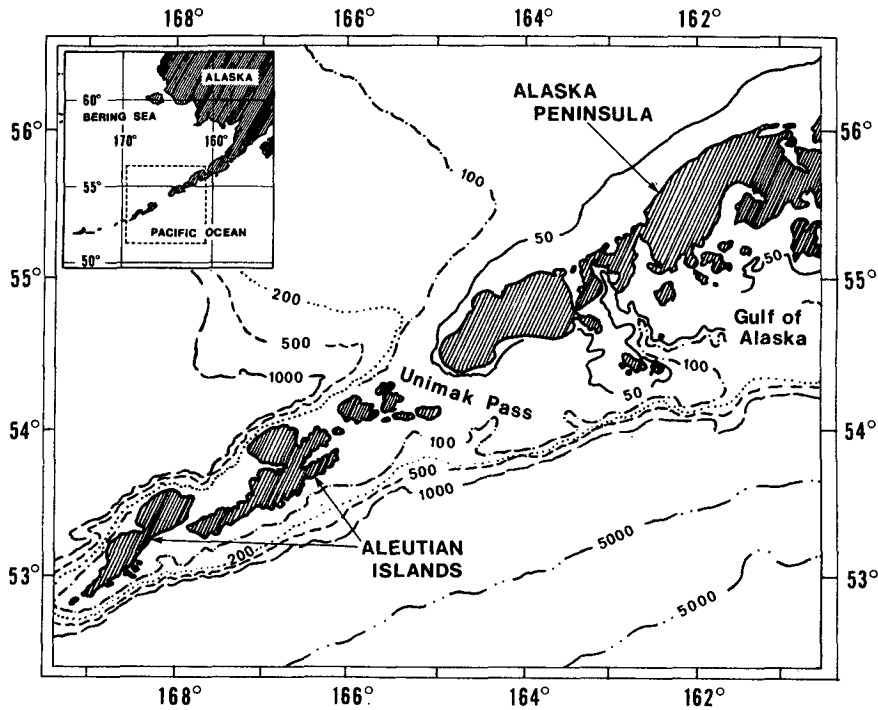 168° 166° 164° 162°
ALASKA
60°
BERING SEA
170° 160°
55°
PACIFIC OCEAN
50°
ALASKA
PENINSULA
56° 56°
100
50
50
55° 55°
200
500
1000
Gulf of
Alaska
100
50
Unimak Pass
54° 54°
100
500
1000
200
ALEUTIAN
ISLANDS
5000
53° 53°
5000
168° 166° 164° 162°